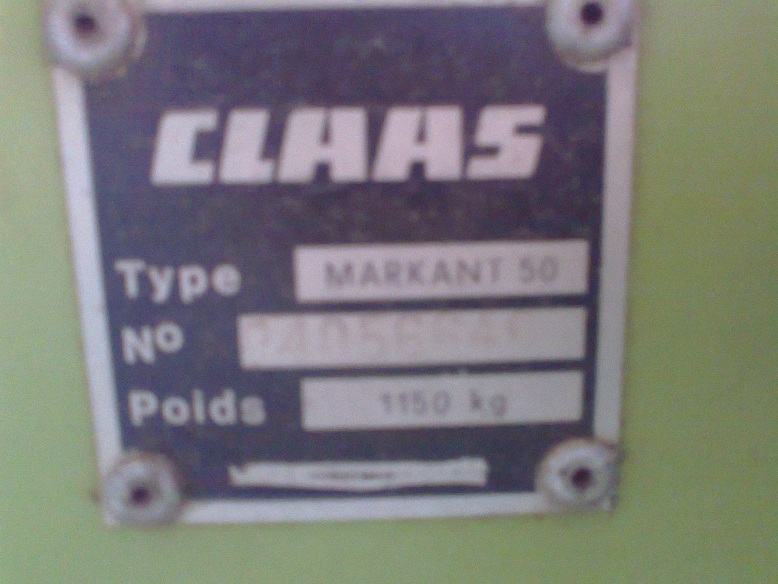 CLAAS
Type MARKANT 50
Nº
Poids 1150 kg